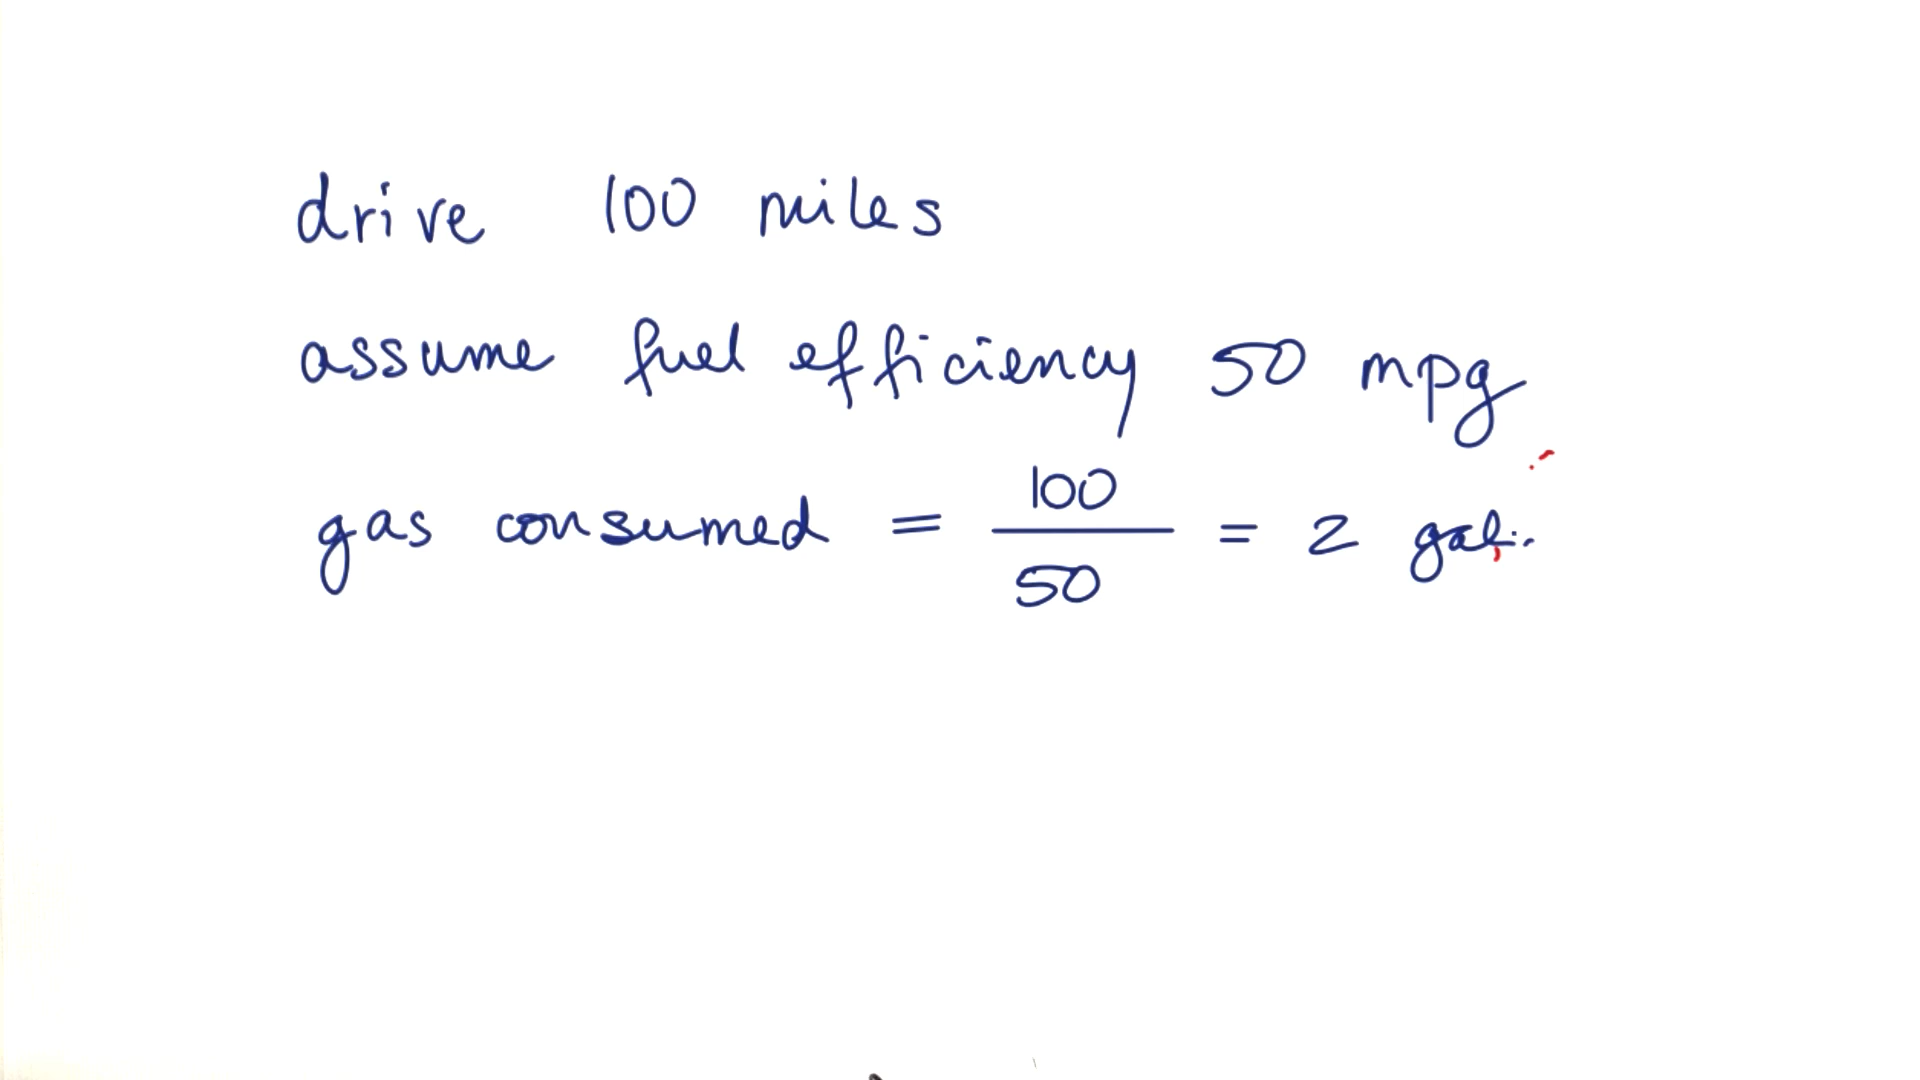 drive 100 miles
assume fuel efficiency 50 mpg
gas consumed = 100/50 = 2 gal.